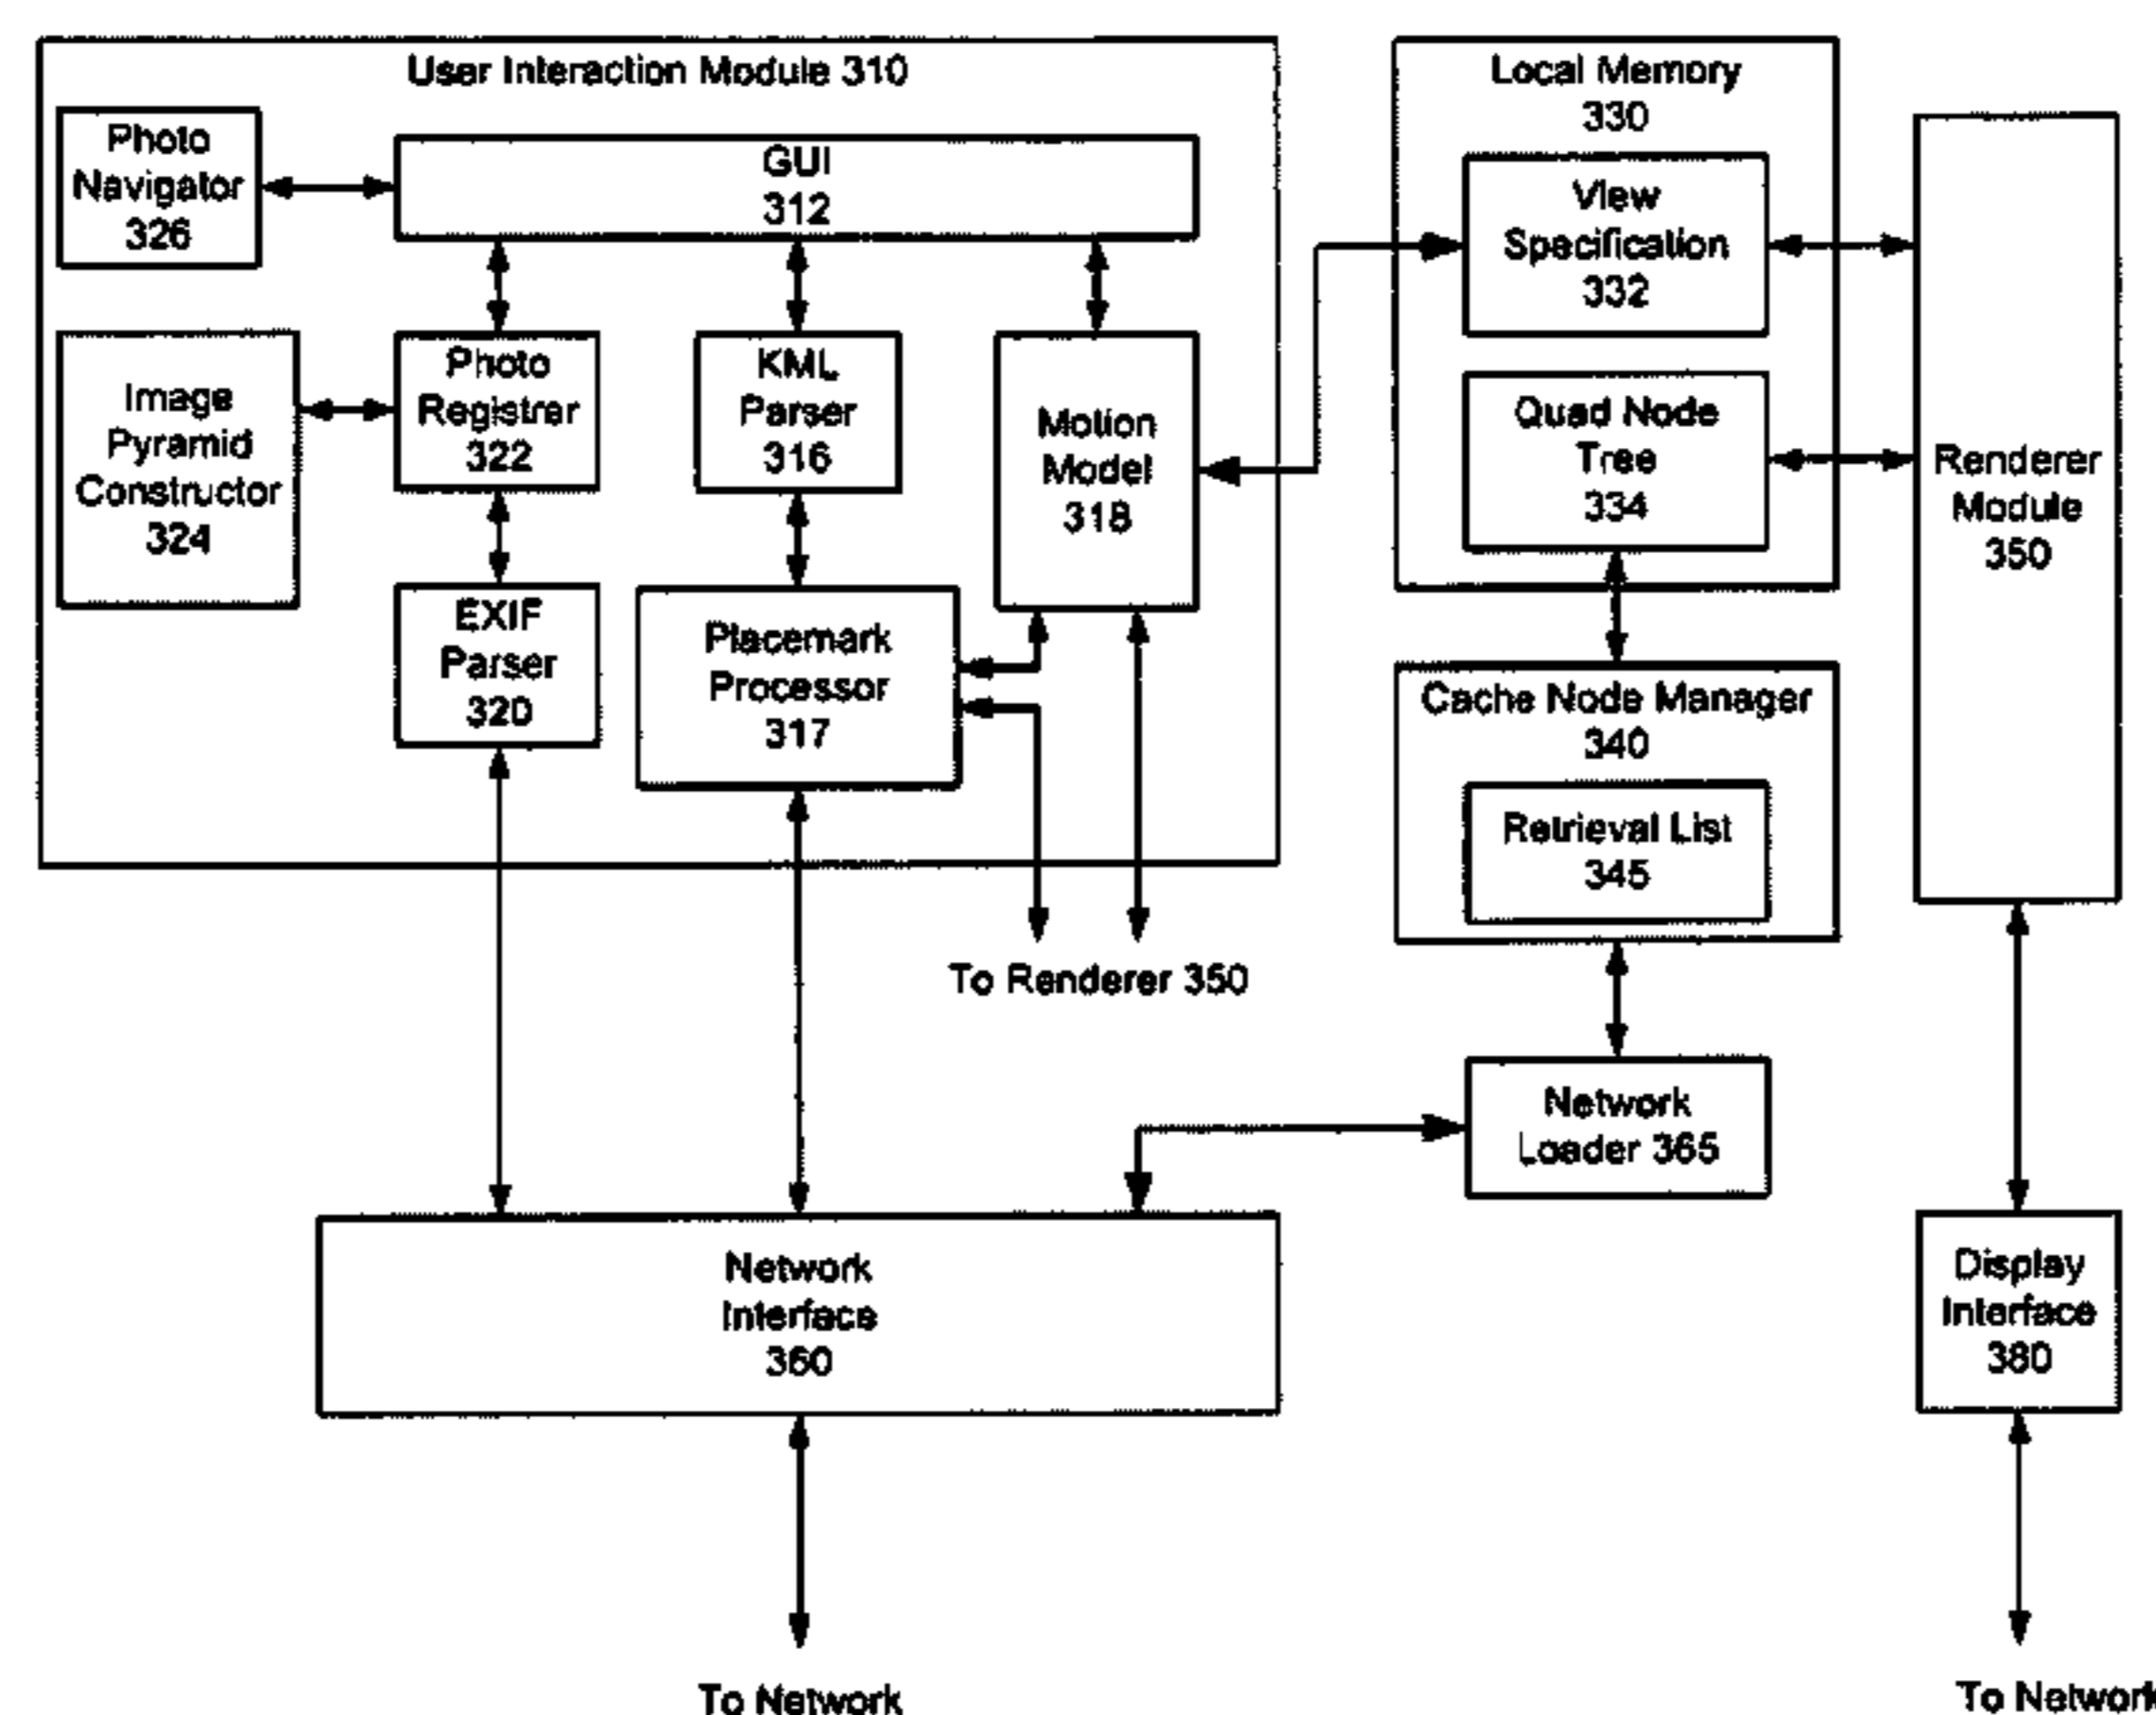 User Interaction Module 310
Photo
Navigator
326
GUI
312
Image
Pyramid
Constructor
324
Photo
Registrar
322
KML
Parser
316
Motion
Model
318
EXIF
Parser
320
Placemark
Processor
317
To Renderer 350
Local Memory
330
View
Specification
332
Quad Node
Tree
334
Cache Node Manager
340
Retrieval List
345
Renderer
Module
350
Network
Loader 365
Network
Interface
360
Display
Interface
380
To Network
To Network